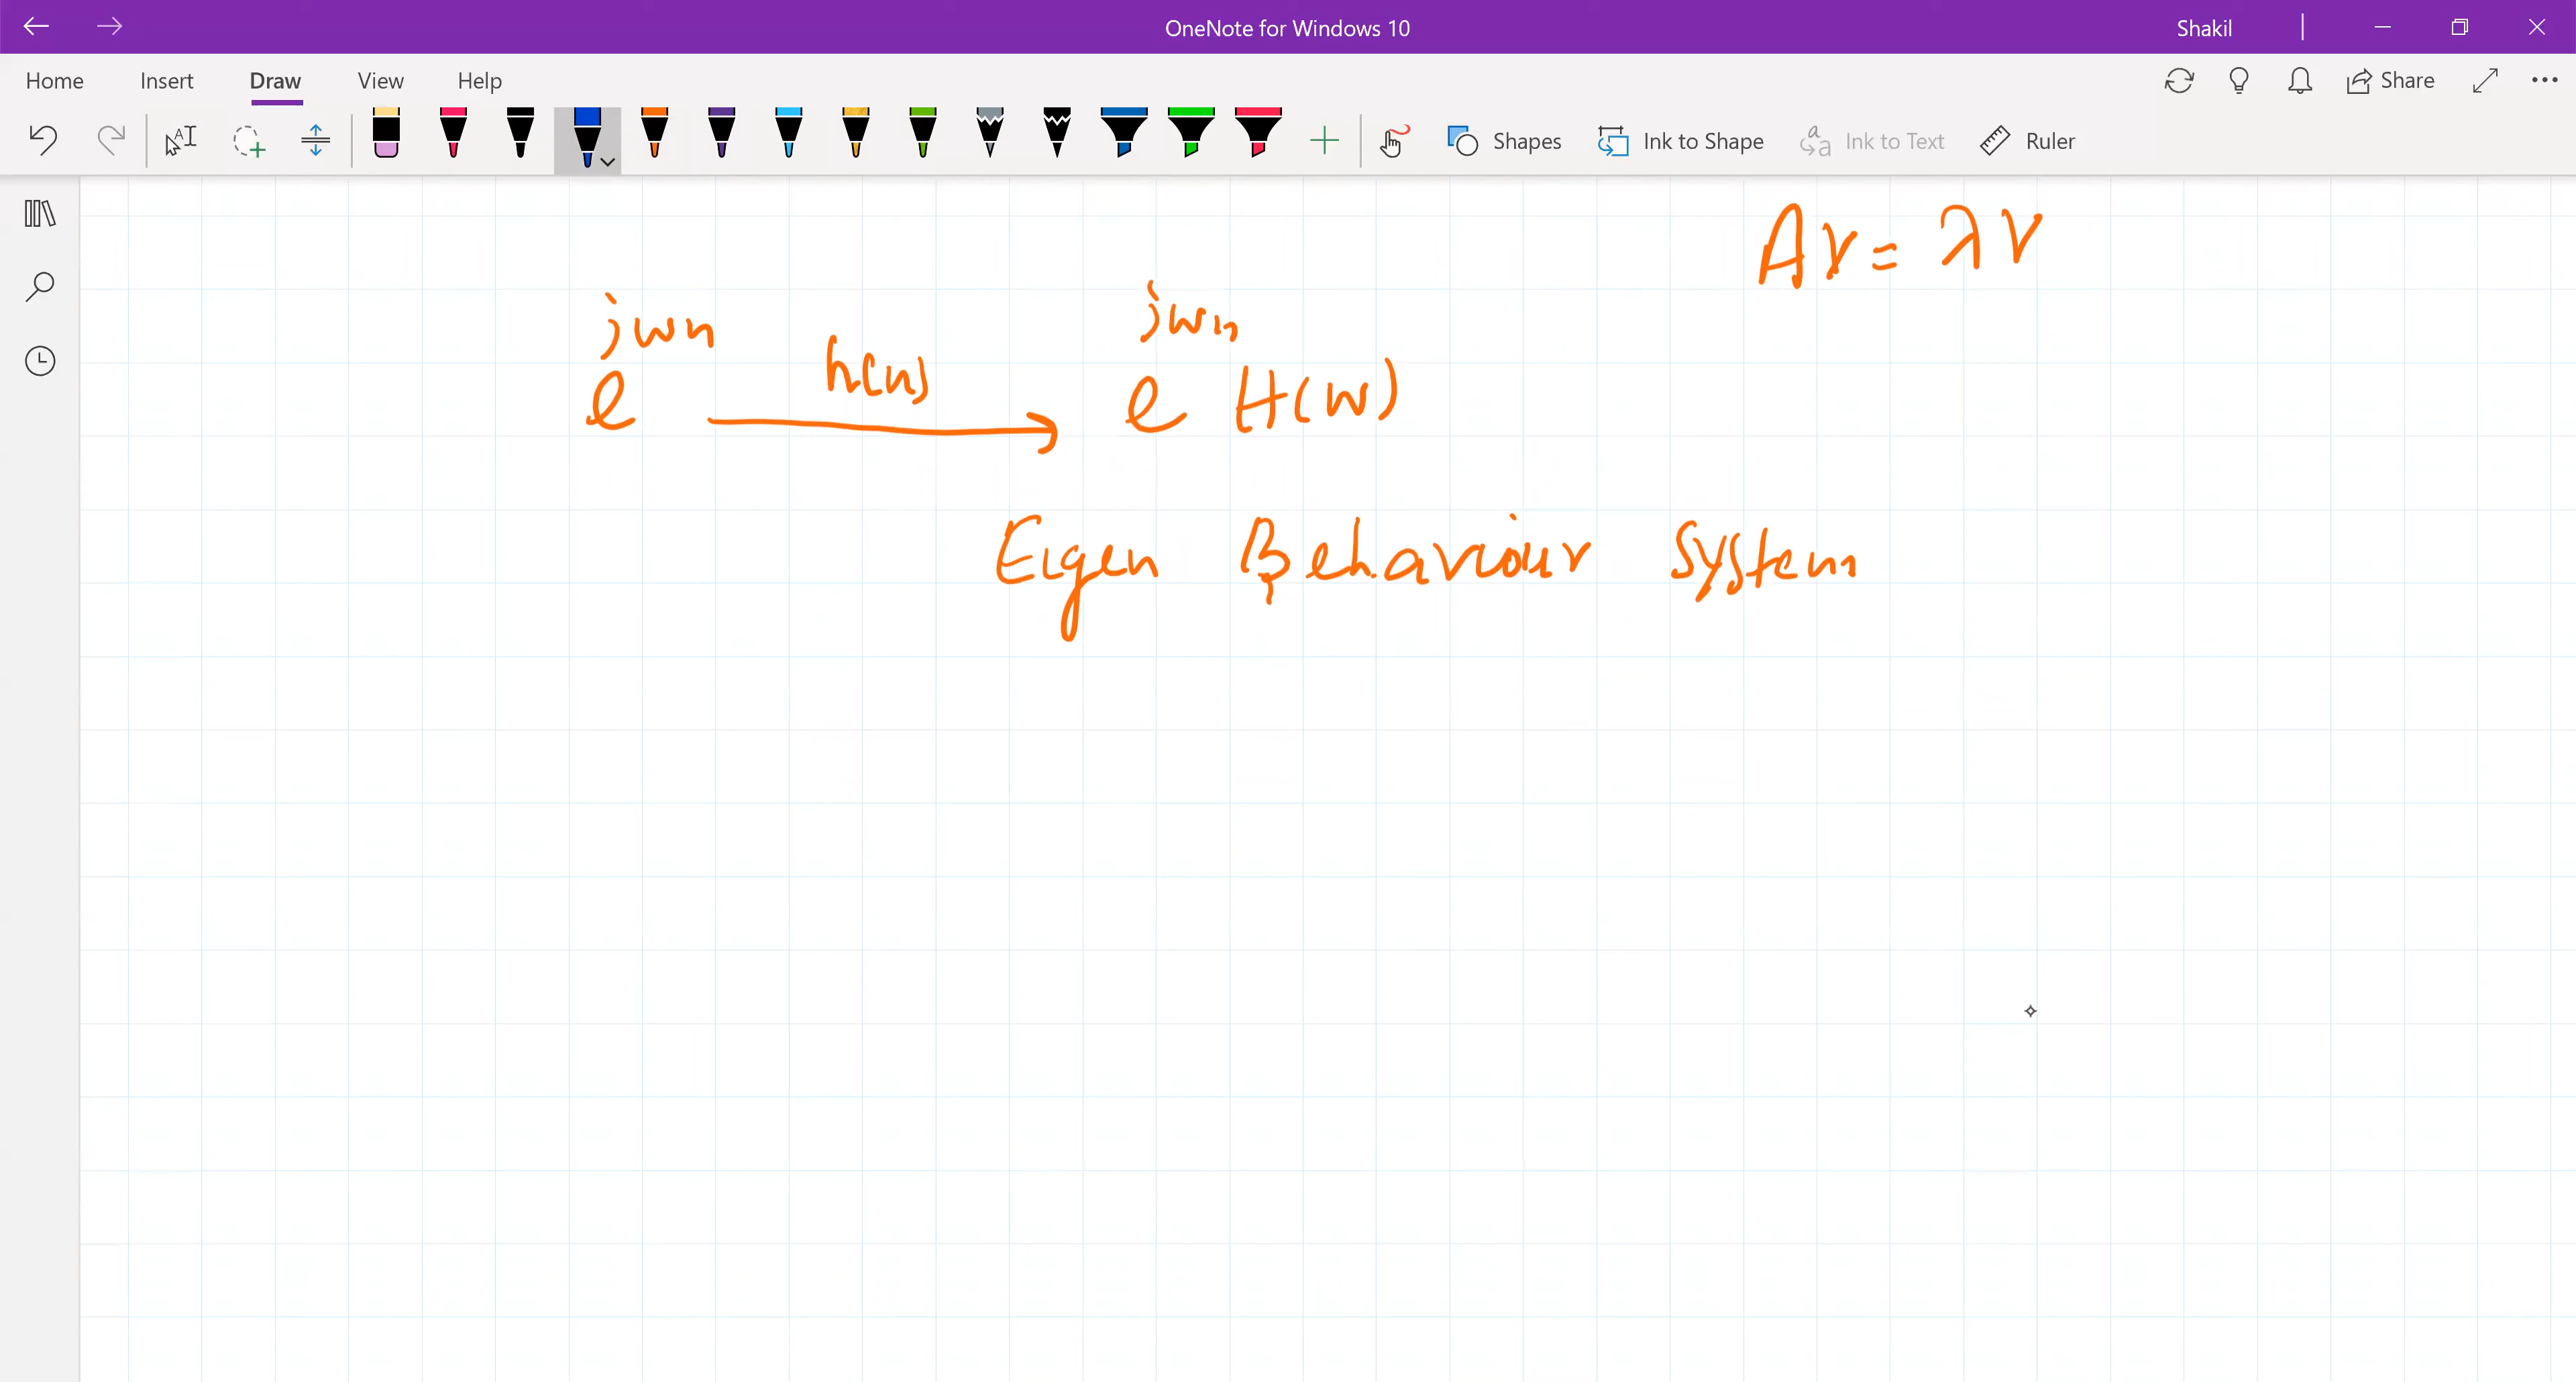 OneNote for Windows 10
Shakil
Home Insert Draw View Help
Share
Shapes Ink to Shape Ink to Text Ruler
Av = λv
e^{jwn} h(n) → e^{jwn} H(w)
Eigen Behaviour System